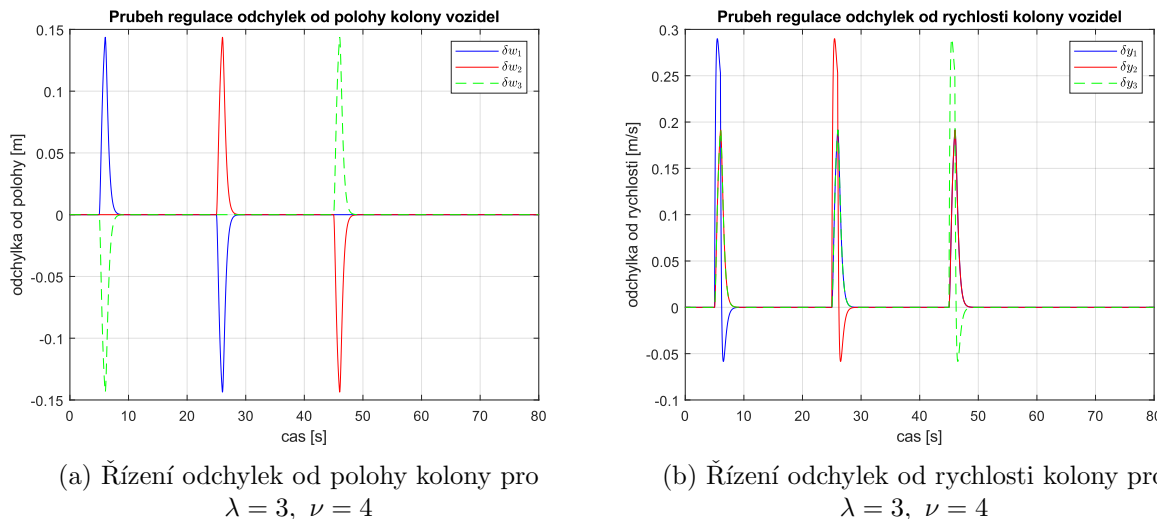 Prubeh regulace odchylek od polohy kolony vozidel
0.15
0.1
0.05
0
-0.05
-0.1
-0.15
odchylka od polohy [m]
δw₁
δw₂
δw₃
0 10 20 30 40 50 60 70 80
cas [s]
(a) Řízení odchylek od polohy kolony pro
λ = 3, ν = 4
Prubeh regulace odchylek od rychlosti kolony vozidel
0.3
0.25
0.2
0.15
0.1
0.05
0
-0.05
-0.1
odchylka od rychlosti [m/s]
δy₁
δy₂
δy₃
0 10 20 30 40 50 60 70 80
cas [s]
(b) Řízení odchylek od rychlosti kolony pro
λ = 3, ν = 4